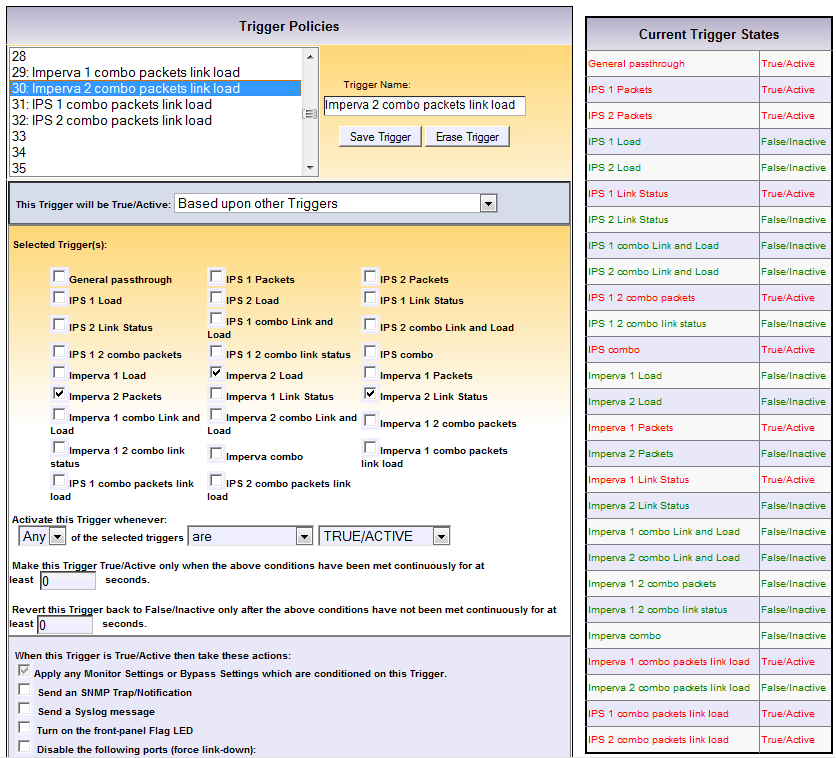 Trigger Policies
28
29: Imperva 1 combo packets link load
30: Imperva 2 combo packets link load
31: IPS 1 combo packets link load
32: IPS 2 combo packets link load
33
34
35
Trigger Name:
Imperva 2 combo packets link load
Save Trigger Erase Trigger
This Trigger will be True/Active: Based upon other Triggers
Selected Trigger(s):
General passthrough IPS 1 Packets IPS 2 Packets
IPS 1 Load IPS 2 Load IPS 1 Link Status
IPS 2 Link Status IPS 1 combo Link and Load IPS 2 combo Link and Load
IPS 1 2 combo packets IPS 1 2 combo link status IPS combo
Imperva 1 Load Imperva 2 Load Imperva 1 Packets
Imperva 2 Packets Imperva 1 Link Status Imperva 2 Link Status
Imperva 1 combo Link and Load Imperva 2 combo Link and Load Imperva 1 2 combo packets
Imperva 1 2 combo link status Imperva combo Imperva 1 combo packets link load
IPS 1 combo packets link load IPS 2 combo packets link load
Activate this Trigger whenever:
Any of the selected triggers are TRUE/ACTIVE
Make this Trigger True/Active only when the above conditions have been met continuously for at
least 0 seconds.
Revert this Trigger back to False/Inactive only after the above conditions have not been met continuously for at
least 0 seconds.
When this Trigger is True/Active then take these actions:
Apply any Monitor Settings or Bypass Settings which are conditioned on this Trigger.
Send an SNMP Trap/Notification
Send a Syslog message
Turn on the front-panel Flag LED
Disable the following ports (force link-down):
Current Trigger States
General passthrough True/Active
IPS 1 Packets True/Active
IPS 2 Packets True/Active
IPS 1 Load False/Inactive
IPS 2 Load False/Inactive
IPS 1 Link Status True/Active
IPS 2 Link Status False/Inactive
IPS 1 combo Link and Load False/Inactive
IPS 2 combo Link and Load False/Inactive
IPS 1 2 combo packets True/Active
IPS 1 2 combo link status False/Inactive
IPS combo True/Active
Imperva 1 Load False/Inactive
Imperva 2 Load False/Inactive
Imperva 1 Packets True/Active
Imperva 2 Packets False/Inactive
Imperva 1 Link Status True/Active
Imperva 2 Link Status False/Inactive
Imperva 1 combo Link and Load False/Inactive
Imperva 2 combo Link and Load False/Inactive
Imperva 1 2 combo packets False/Inactive
Imperva 1 2 combo link status False/Inactive
Imperva combo False/Inactive
Imperva 1 combo packets link load True/Active
Imperva 2 combo packets link load False/Inactive
IPS 1 combo packets link load True/Active
IPS 2 combo packets link load True/Active